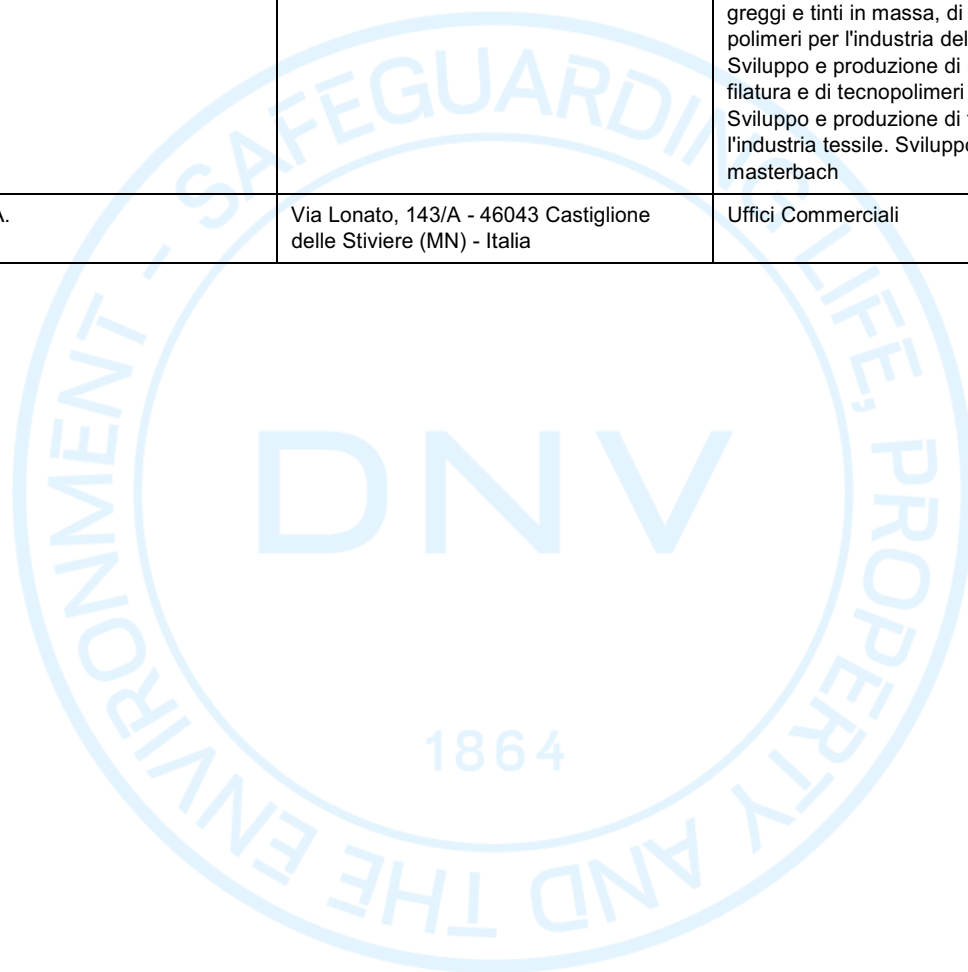 greggi e tinti in massa, di
polimeri per l'industria del
Sviluppo e produzione di
filatura e di tecnopolimeri
Sviluppo e produzione di
l'industria tessile. Sviluppo
masterbach
A.
Via Lonato, 143/A - 46043 Castiglione
delle Stiviere (MN) - Italia
Uffici Commerciali
SAFEGUARDING LIFE, PROPERTY AND THE ENVIRONMENT -
DNV
1864